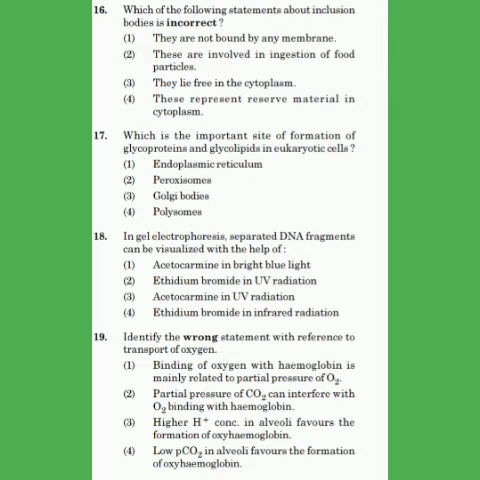 16. Which of the following statements about inclusion
bodies is incorrect ?
(1) They are not bound by any membrane.
(2) These are involved in ingestion of food
particles.
(3) They lie free in the cytoplasm.
(4) These represent reserve material in
cytoplasm.
17. Which is the important site of formation of
glycoproteins and glycolipids in eukaryotic cells ?
(1) Endoplasmic reticulum
(2) Peroxisomes
(3) Golgi bodies
(4) Polysomes
18. In gel electrophoresis, separated DNA fragments
can be visualized with the help of :
(1) Acetocarmine in bright blue light
(2) Ethidium bromide in UV radiation
(3) Acetocarmine in UV radiation
(4) Ethidium bromide in infrared radiation
19. Identify the wrong statement with reference to
transport of oxygen.
(1) Binding of oxygen with haemoglobin is
mainly related to partial pressure of O₂.
(2) Partial pressure of CO₂ can interfere with
O₂ binding with haemoglobin.
(3) Higher H⁺ conc. in alveoli favours the
formation of oxyhaemoglobin.
(4) Low pCO₂ in alveoli favours the formation
of oxyhaemoglobin.